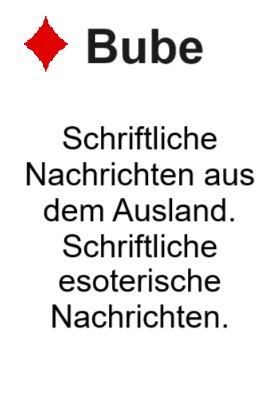 Bube
Schriftliche
Nachrichten aus
dem Ausland.
Schriftliche
esoterische
Nachrichten.